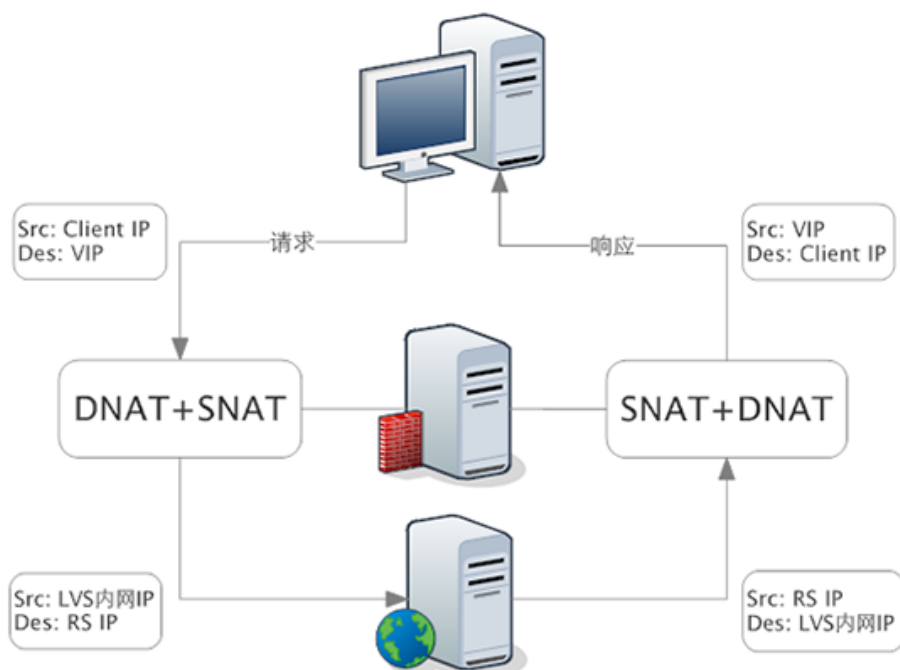 Src: Client IP
Des: VIP
请求
响应
Src: VIP
Des: Client IP
DNAT+SNAT
SNAT+DNAT
Src: LVS内网IP
Des: RS IP
Src: RS IP
Des: LVS内网IP